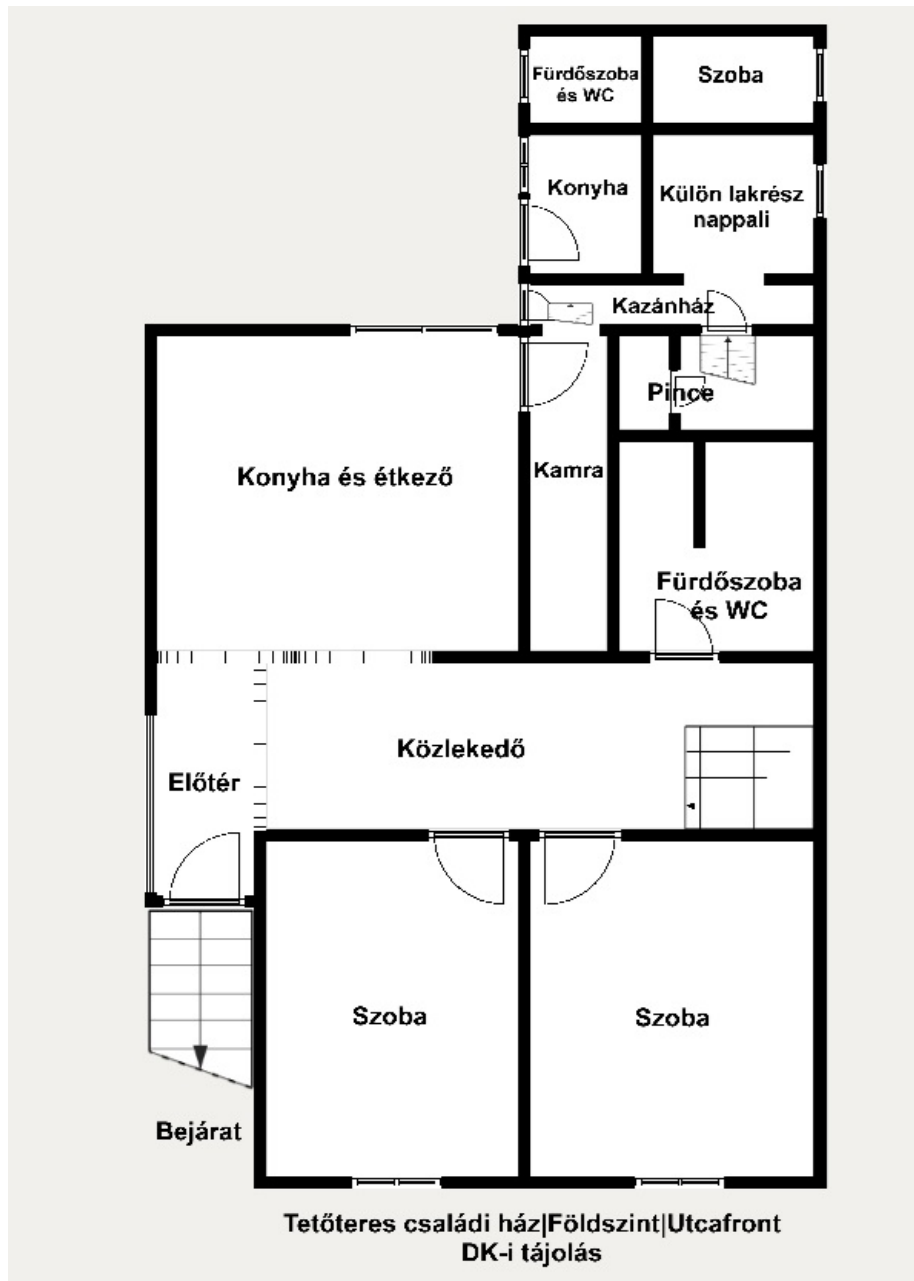 Fürdőszoba
és WC
Szoba
Konyha
Külön lakrész
nappali
Kazánház
Pince
Konyha és étkező
Kamra
Fürdőszoba
és WC
Közlekedő
Előtér
Szoba
Szoba
Bejárat
Tetőteres családi ház|Földszint|Utcafront
DK-i tájolás